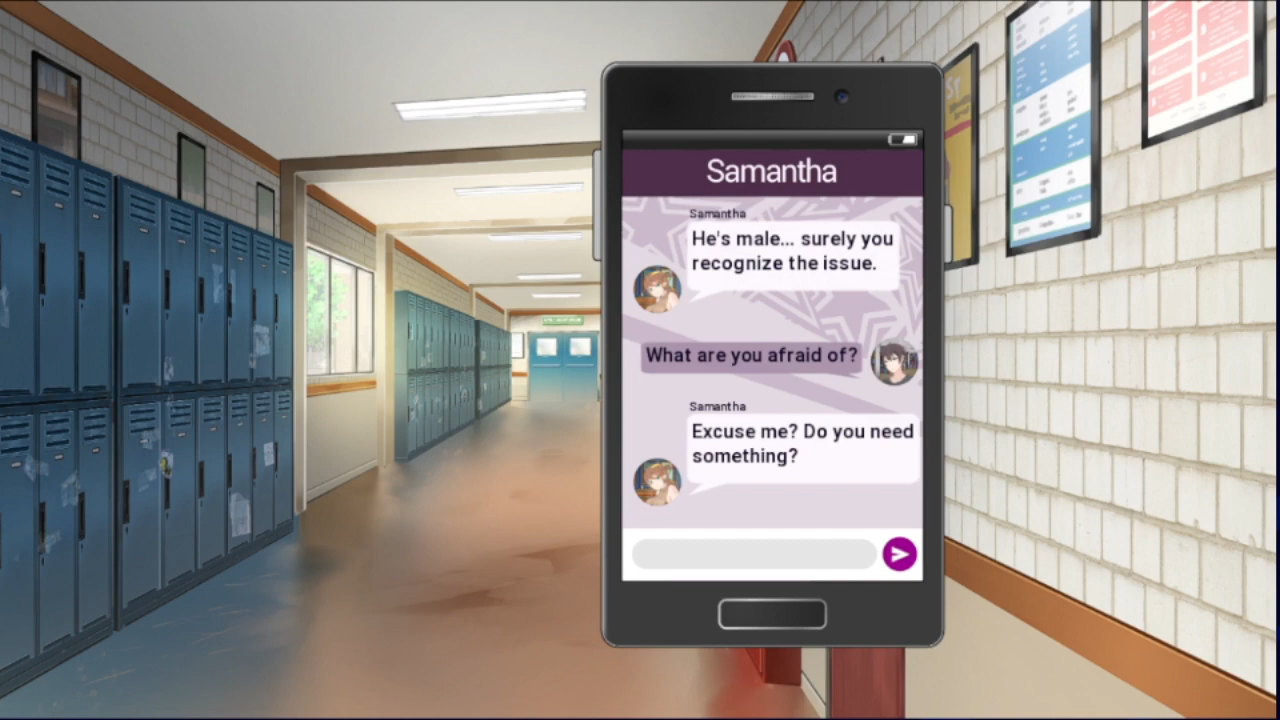 Samantha
Samantha
He's male... surely you
recognize the issue.
What are you afraid of?
Samantha
Excuse me? Do you need
something?